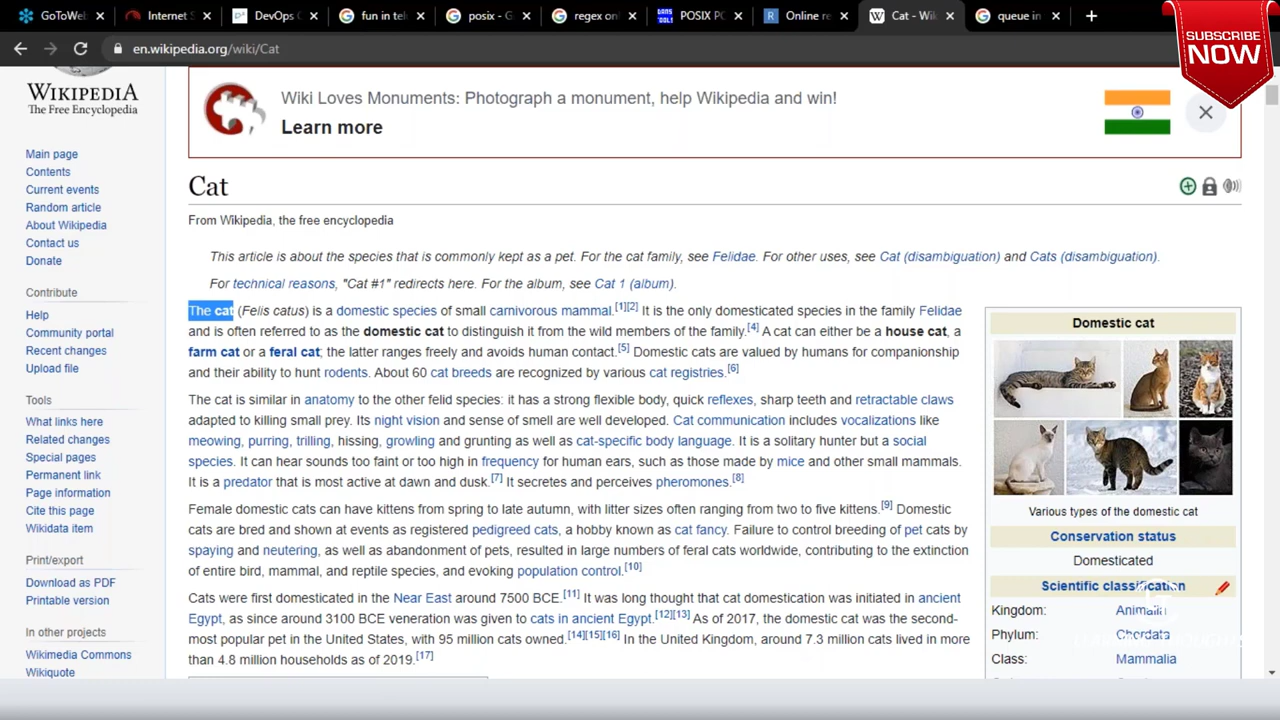 GoToWeb
Internet S
DevOps C
fun in tel
posix - G
regex on
POSIX PC
Online re
Cat - Wiki
queue in
en.wikipedia.org/wiki/Cat
SUBSCRIBE
NOW
WIKIPEDIA
The Free Encyclopedia
Main page
Contents
Current events
Random article
About Wikipedia
Contact us
Donate
Contribute
Help
Community portal
Recent changes
Upload file
Tools
What links here
Related changes
Special pages
Permanent link
Page information
Cite this page
Wikidata item
Print/export
Download as PDF
Printable version
In other projects
Wikimedia Commons
Wikiquote
Wiki Loves Monuments: Photograph a monument, help Wikipedia and win!
Learn more
Cat
From Wikipedia, the free encyclopedia
This article is about the species that is commonly kept as a pet. For the cat family, see Felidae. For other uses, see Cat (disambiguation) and Cats (disambiguation).
For technical reasons, "Cat #1" redirects here. For the album, see Cat 1 (album).
The cat (Felis catus) is a domestic species of small carnivorous mammal.[1][2] It is the only domesticated species in the family Felidae
and is often referred to as the domestic cat to distinguish it from the wild members of the family.[4] A cat can either be a house cat, a
farm cat or a feral cat; the latter ranges freely and avoids human contact.[5] Domestic cats are valued by humans for companionship
and their ability to hunt rodents. About 60 cat breeds are recognized by various cat registries.[6]
The cat is similar in anatomy to the other felid species: it has a strong flexible body, quick reflexes, sharp teeth and retractable claws
adapted to killing small prey. Its night vision and sense of smell are well developed. Cat communication includes vocalizations like
meowing, purring, trilling, hissing, growling and grunting as well as cat-specific body language. It is a solitary hunter but a social
species. It can hear sounds too faint or too high in frequency for human ears, such as those made by mice and other small mammals.
It is a predator that is most active at dawn and dusk.[7] It secretes and perceives pheromones.[8]
Female domestic cats can have kittens from spring to late autumn, with litter sizes often ranging from two to five kittens.[9] Domestic
cats are bred and shown at events as registered pedigreed cats, a hobby known as cat fancy. Failure to control breeding of pet cats by
spaying and neutering, as well as abandonment of pets, resulted in large numbers of feral cats worldwide, contributing to the extinction
of entire bird, mammal, and reptile species, and evoking population control.[10]
Cats were first domesticated in the Near East around 7500 BCE.[11] It was long thought that cat domestication was initiated in ancient
Egypt, as since around 3100 BCE veneration was given to cats in ancient Egypt.[12][13] As of 2017, the domestic cat was the second-
most popular pet in the United States, with 95 million cats owned.[14][15][16] In the United Kingdom, around 7.3 million cats lived in more
than 4.8 million households as of 2019.[17]
Domestic cat
Various types of the domestic cat
Conservation status
Domesticated
Scientific classification
Kingdom: Animalia
Phylum: Chordata
Class: Mammalia